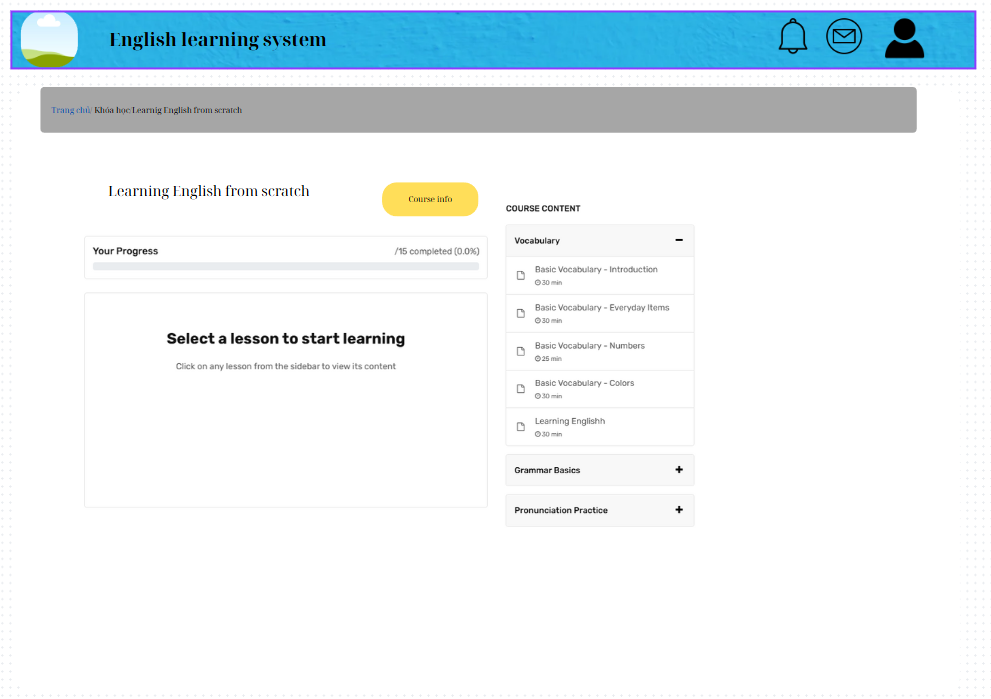 English learning system
Trang chủ/ Khóa học/Learnig English from scratch
Learning English from scratch
Course info
Your Progress
/15 completed (0.0%)
Select a lesson to start learning
Click on any lesson from the sidebar to view its content
COURSE CONTENT
Vocabulary
Basic Vocabulary - Introduction
30 min
Basic Vocabulary - Everyday Items
30 min
Basic Vocabulary - Numbers
25 min
Basic Vocabulary - Colors
30 min
Learning Englishh
30 min
Grammar Basics
Pronunciation Practice